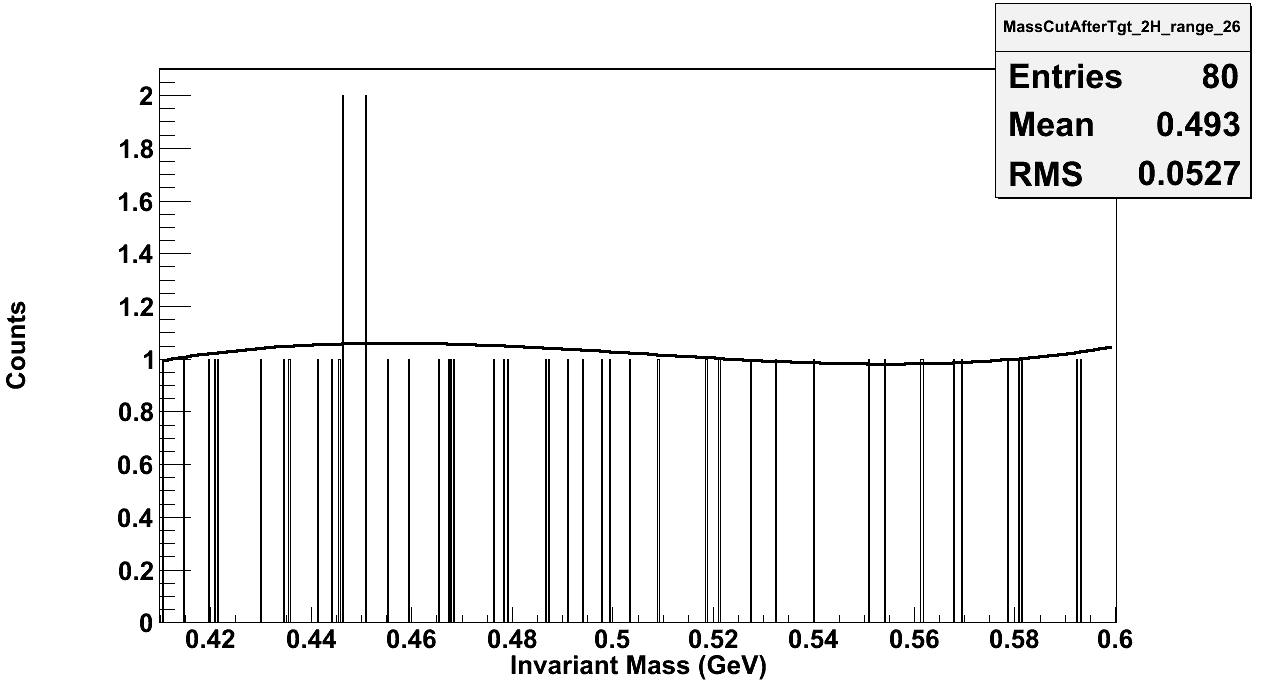 MassCutAfterTgt_2H_range_26
Entries 80
Mean 0.493
RMS 0.0527
Counts
2
1.8
1.6
1.4
1.2
1
0.8
0.6
0.4
0.2
0
0.42 0.44 0.46 0.48 0.5 0.52 0.54 0.56 0.58 0.6
Invariant Mass (GeV)